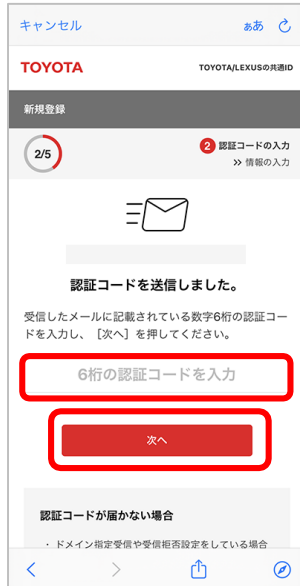 キャンセル ぁあ
TOYOTA TOYOTA/LEXUSの共通ID
新規登録
2/5 2 認証コードの入力
>> 情報の入力
認証コードを送信しました。
受信したメールに記載されている数字6桁の認証コー
ドを入力し、［次へ］を押してください。
6桁の認証コードを入力
次へ
認証コードが届かない場合
・ドメイン指定受信や受信拒否設定をしている場合